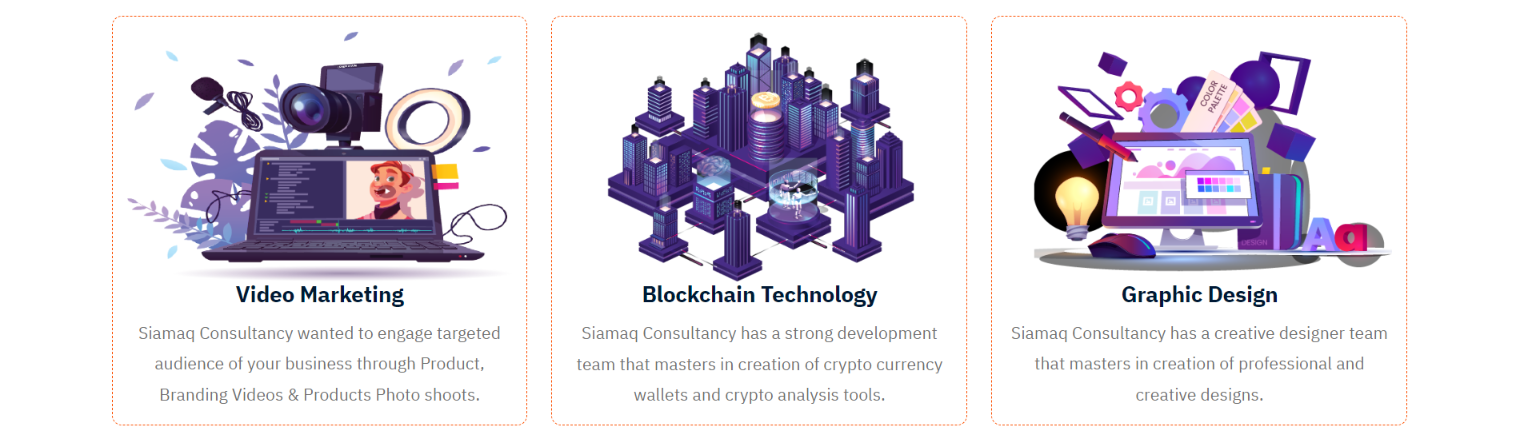 COLOR
PALETTE
DESIGN
Aa
Video Marketing
Siamaq Consultancy wanted to engage targeted
audience of your business through Product,
Branding Videos & Products Photo shoots.
Blockchain Technology
Siamaq Consultancy has a strong development
team that masters in creation of crypto currency
wallets and crypto analysis tools.
Graphic Design
Siamaq Consultancy has a creative designer team
that masters in creation of professional and
creative designs.